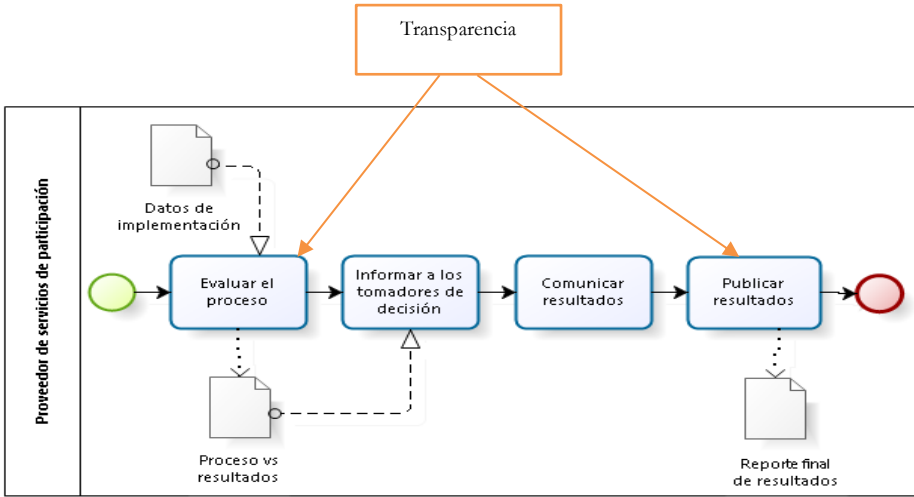 Transparencia
Proveedor de servicios de participación
Datos de
implementación
Evaluar el
proceso
Informar a los
tomadores de
decisión
Comunicar
resultados
Publicar
resultados
Proceso vs
resultados
Reporte final
de resultados